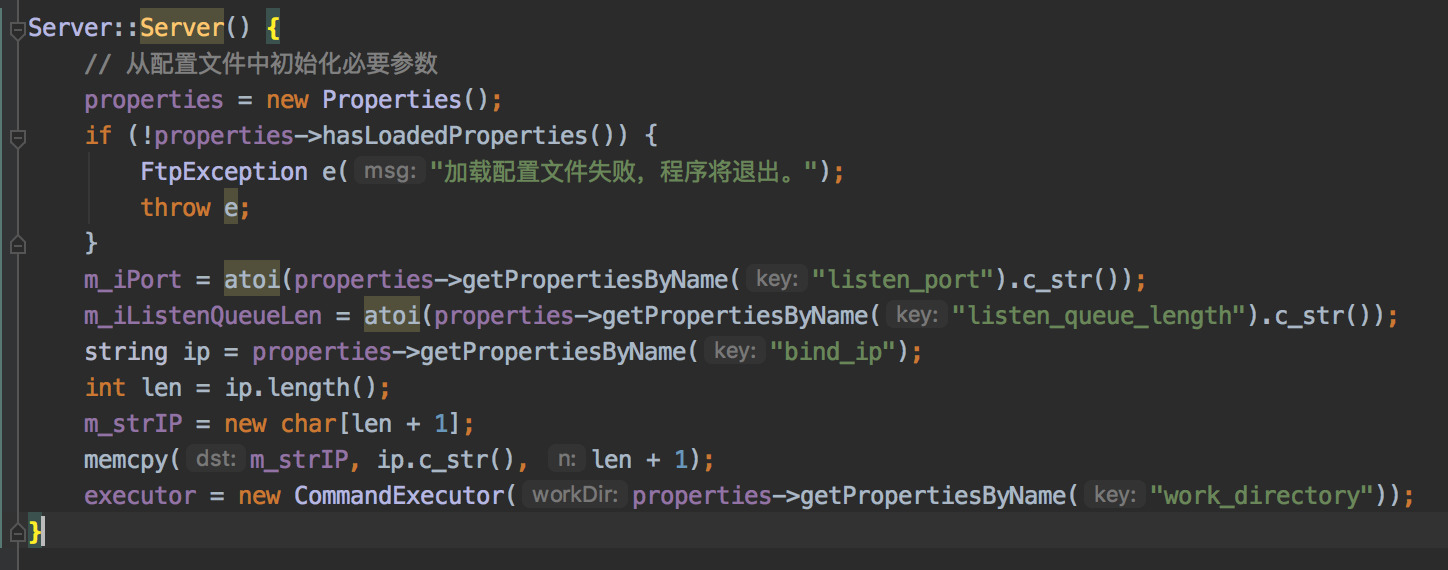 Server::Server() {
    // 从配置文件中初始化必要参数
    properties = new Properties();
    if (!properties->hasLoadedProperties()) {
        FtpException e( msg: "加载配置文件失败，程序将退出。");
        throw e;
    }
    m_iPort = atoi(properties->getPropertiesByName( key: "listen_port").c_str());
    m_iListenQueueLen = atoi(properties->getPropertiesByName( key: "listen_queue_length").c_str());
    string ip = properties->getPropertiesByName( key: "bind_ip");
    int len = ip.length();
    m_strIP = new char[len + 1];
    memcpy( dst: m_strIP, ip.c_str(), n: len + 1);
    executor = new CommandExecutor( workDir: properties->getPropertiesByName( key: "work_directory"));
}